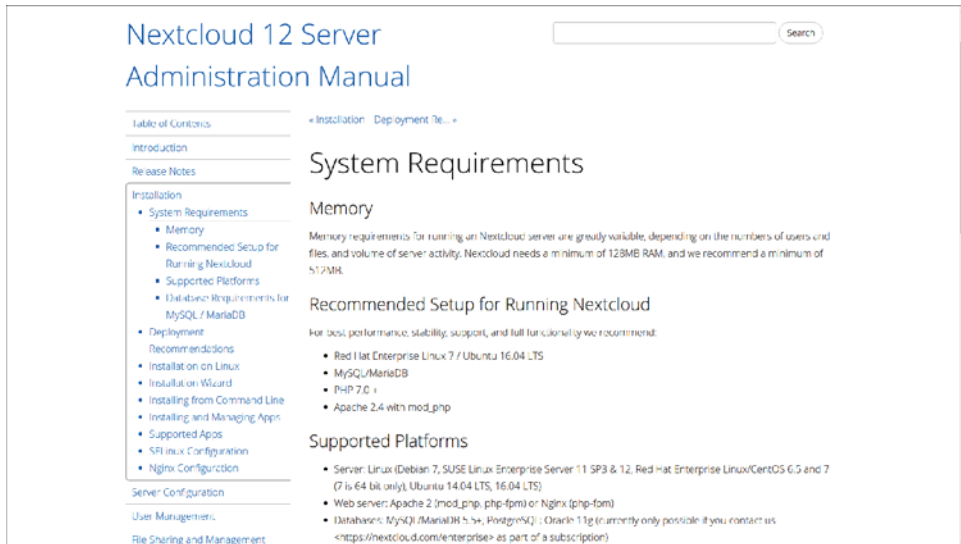 Nextcloud 12 Server
Administration Manual
Search
Table of Contents
Introduction
Release Notes
Installation
• System Requirements
• Memory
• Recommended Setup for
Running Nextcloud
• Supported Platforms
• Database Requirements for
MySQL / MariaDB
• Deployment
Recommendations
• Installation on Linux
• Installation Wizard
• Installing from Command Line
• Installing and Managing Apps
• Supported Apps
• SELinux Configuration
• Nginx Configuration
Server Configuration
User Management
File Sharing and Management
« Installation Deployment Re... »
System Requirements
Memory
Memory requirements for running an Nextcloud server are greatly variable, depending on the numbers of users and
files, and volume of server activity. Nextcloud needs a minimum of 128MB RAM, and we recommend a minimum of
512MB.
Recommended Setup for Running Nextcloud
For best performance, stability, support, and full functionality we recommend:
• Red Hat Enterprise Linux 7 / Ubuntu 16.04 LTS
• MySQL/MariaDB
• PHP 7.0 +
• Apache 2.4 with mod_php
Supported Platforms
• Server: Linux (Debian 7, SUSE Linux Enterprise Server 11 SP3 & 12, Red Hat Enterprise Linux/CentOS 6.5 and 7
(7 is 64 bit only), Ubuntu 14.04 LTS, 16.04 LTS)
• Web server: Apache 2 (mod_php, php-fpm) or Nginx (php-fpm)
• Databases: MySQL/MariaDB 5.5+; PostgreSQL; Oracle 11g (currently only possible if you contact us
<https://nextcloud.com/enterprise> as part of a subscription)